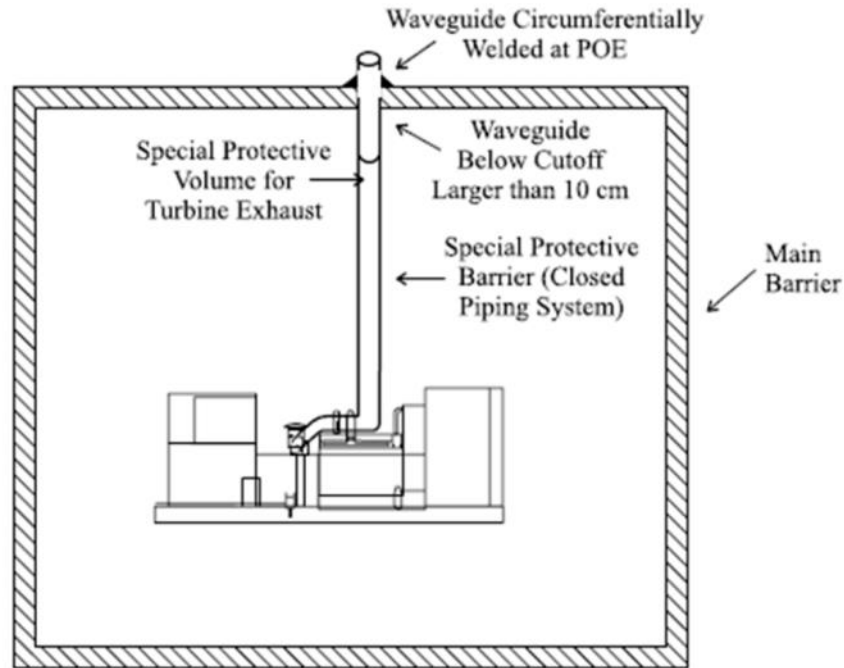 Waveguide Circumferentially
Welded at POE
Special Protective
Volume for
Turbine Exhaust
Waveguide
Below Cutoff
Larger than 10 cm
Special Protective
Barrier (Closed
Piping System)
Main
Barrier